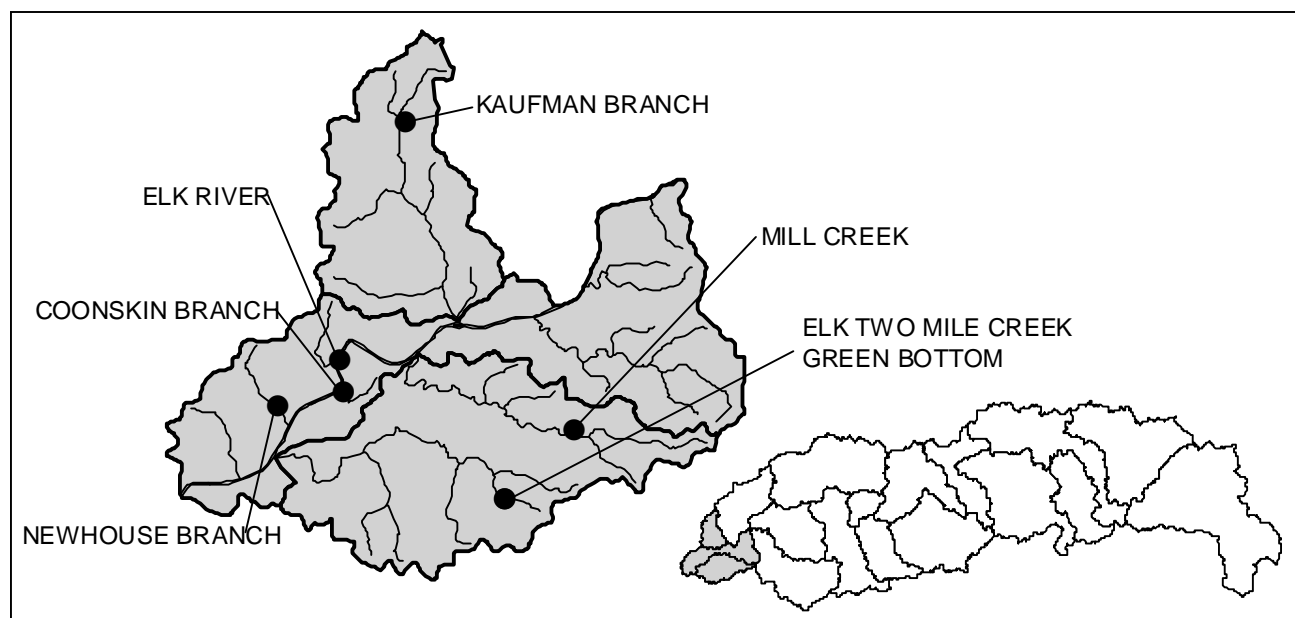 KAUFMAN BRANCH
ELK RIVER
MILL CREEK
COONSKIN BRANCH
ELK TWO MILE CREEK
GREEN BOTTOM
NEWHOUSE BRANCH